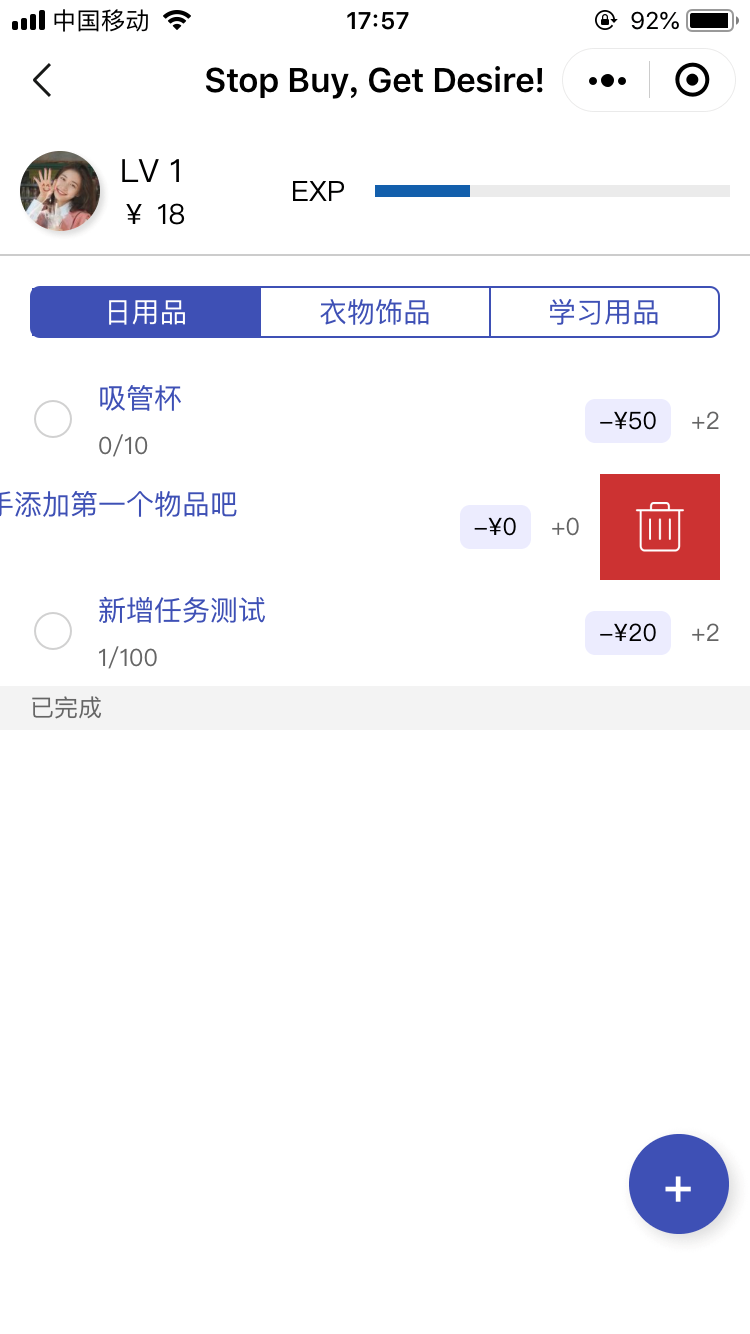 中国移动 17:57 92%
Stop Buy, Get Desire!
LV 1
¥ 18
EXP
日用品 衣物饰品 学习用品
吸管杯
0/10
−¥50 +2
手添加第一个物品吧
−¥0 +0
新增任务测试
1/100
−¥20 +2
已完成
+